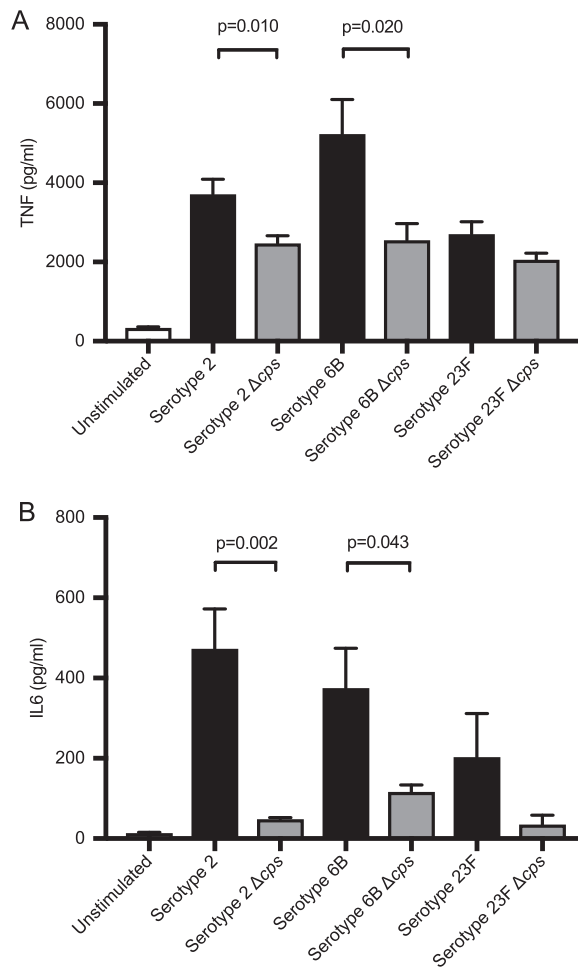 A
8000
6000
4000
2000
0
TNF (pg/ml)
p=0.010
p=0.020
Unstimulated
Serotype 2
Serotype 2 Δcps
Serotype 6B
Serotype 6B Δcps
Serotype 23F
Serotype 23F Δcps
B
800
600
400
200
0
IL6 (pg/ml)
p=0.002
p=0.043
Unstimulated
Serotype 2
Serotype 2 Δcps
Serotype 6B
Serotype 6B Δcps
Serotype 23F
Serotype 23F Δcps